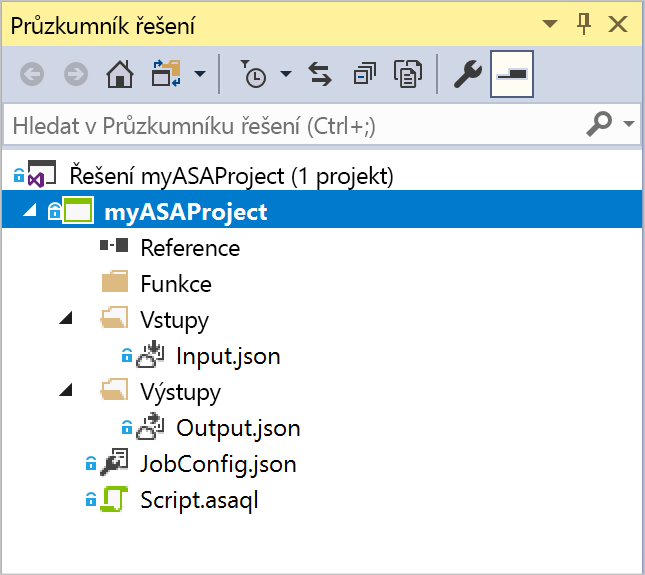 Průzkumník řešení
Hledat v Průzkumníku řešení (Ctrl+;)
Řešení myASAProject (1 projekt)
myASAProject
Reference
Funkce
Vstupy
Input.json
Výstupy
Output.json
JobConfig.json
Script.asaql